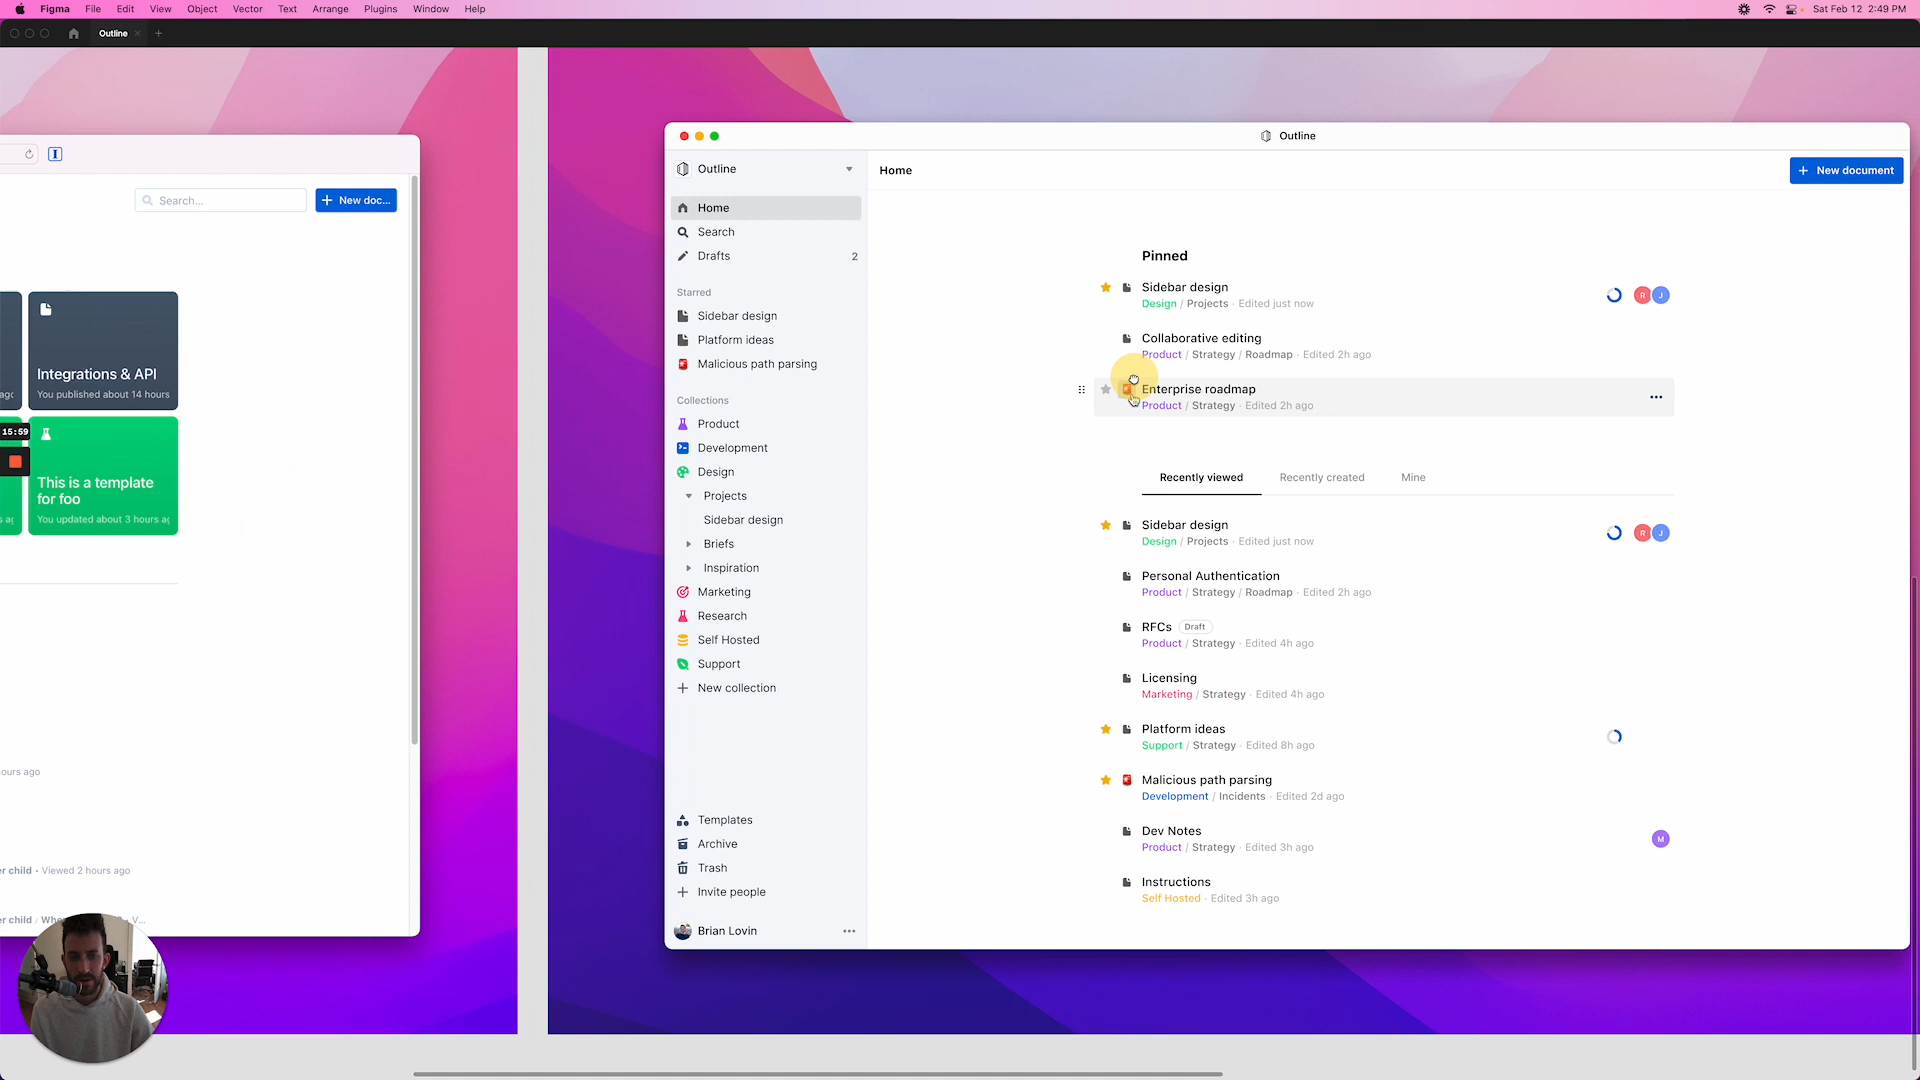 Figma File Edit View Object Vector Text Arrange Plugins Window Help
Sat Feb 12 2:49 PM
Outline
Search...
New doc...
Integrations & API
You published about 14 hours
15:59
This is a template
for foo
You updated about 3 hours a
ours ago
er child • Viewed 2 hours ago
er child / Whe
V...
Outline
Outline
Home
Search
Drafts 2
Starred
Sidebar design
Platform ideas
Malicious path parsing
Collections
Product
Development
Design
Projects
Sidebar design
Briefs
Inspiration
Marketing
Research
Self Hosted
Support
New collection
Templates
Archive
Trash
Invite people
Brian Lovin
Home
New document
Pinned
Sidebar design
Design / Projects · Edited just now
R J
Collaborative editing
Product / Strategy / Roadmap · Edited 2h ago
Enterprise roadmap
Product / Strategy · Edited 2h ago
Recently viewed Recently created Mine
Sidebar design
Design / Projects · Edited just now
R J
Personal Authentication
Product / Strategy / Roadmap · Edited 2h ago
RFCs Draft
Product / Strategy · Edited 4h ago
Licensing
Marketing / Strategy · Edited 4h ago
Platform ideas
Support / Strategy · Edited 8h ago
Malicious path parsing
Development / Incidents · Edited 2d ago
Dev Notes
Product / Strategy · Edited 3h ago
M
Instructions
Self Hosted · Edited 3h ago